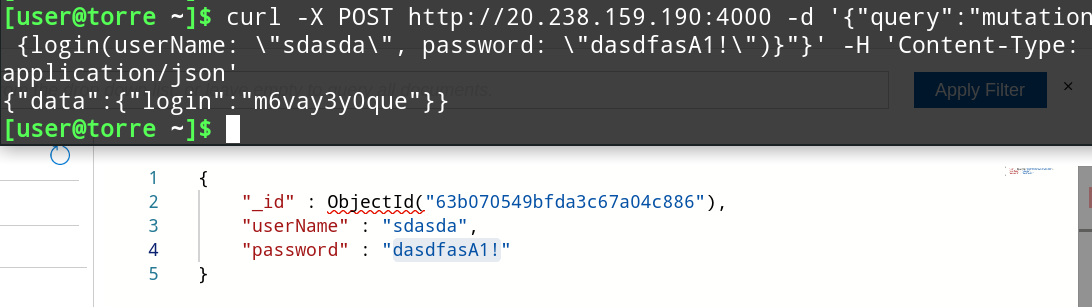 [user@torre ~]$ curl -X POST http://20.238.159.190:4000 -d '{"query":"mutation
{login(userName: \"sdasda\", password: \"dasdfasA1!\")}"}' -H 'Content-Type:
application/json'
Apply Filter ×
{"data":{"login":"m6vay3y0que"}}
[user@torre ~]$
1 {
2 "_id" : ObjectId("63b070549bfda3c67a04c886"),
3 "userName" : "sdasda",
4 "password" : "dasdfasA1!"
5 }